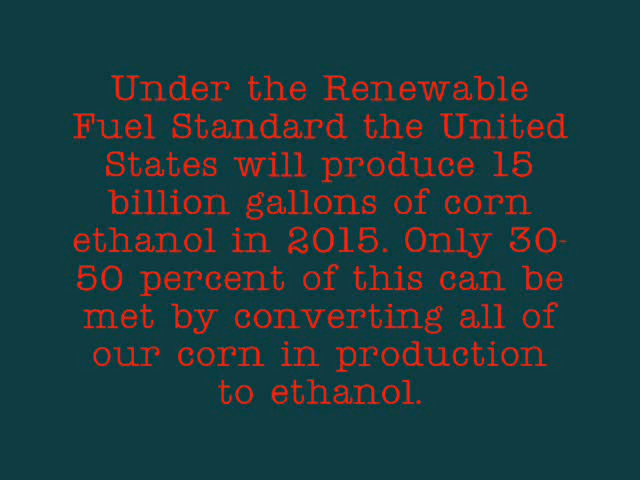 Under the Renewable
Fuel Standard the United
States will produce 15
billion gallons of corn
ethanol in 2015. Only 30-
50 percent of this can be
met by converting all of
our corn in production
to ethanol.